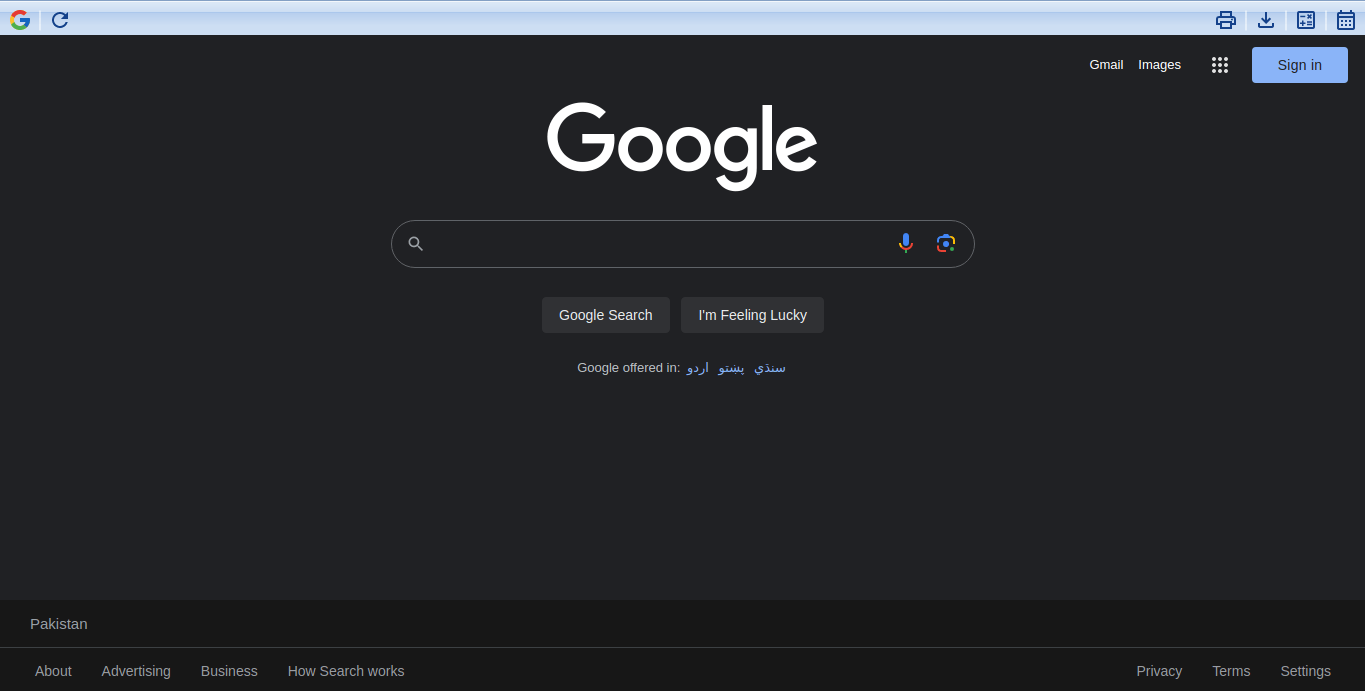 Gmail Images Sign in
Google
Google Search I'm Feeling Lucky
Google offered in: اردو پښتو سنڌي
Pakistan
About Advertising Business How Search works Privacy Terms Settings